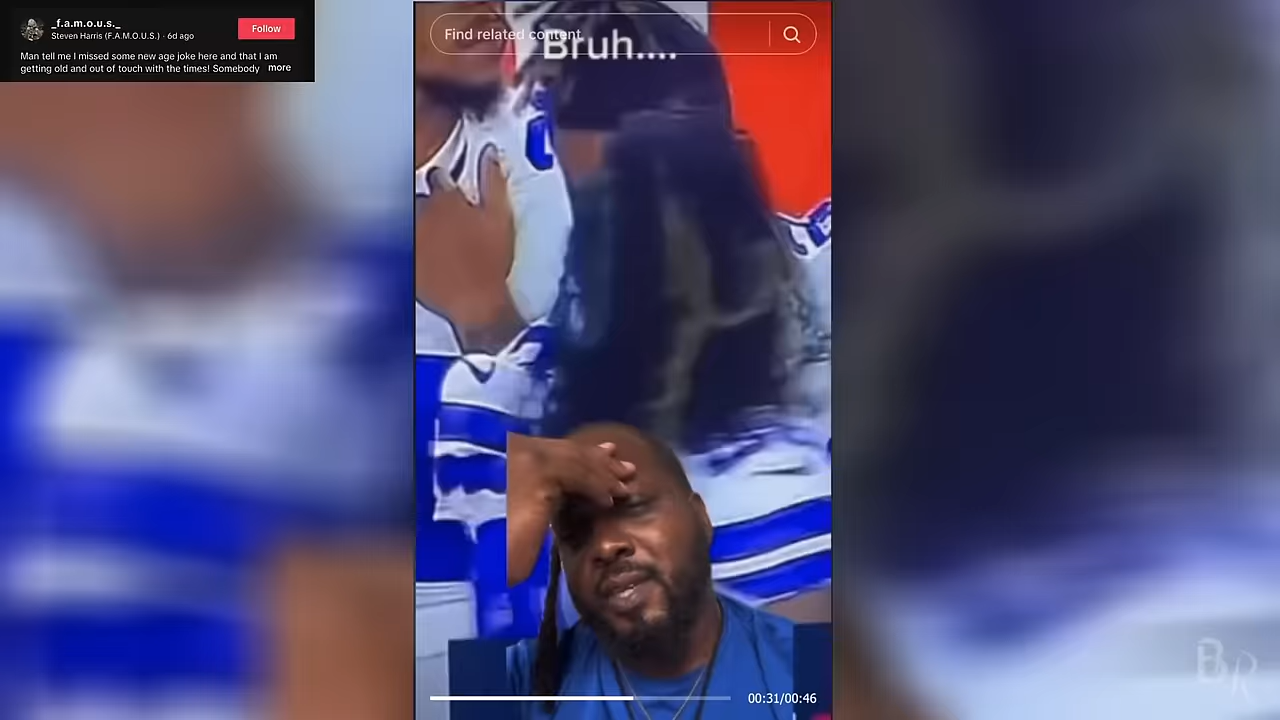 _f.a.m.o.u.s._
Steven Harris (F.A.M.O.U.S.) · 6d ago
Follow
Man tell me I missed some new age joke here and that I am
getting old and out of touch with the times! Somebody more
Find related content
Bruh....
00:31/00:46
BR